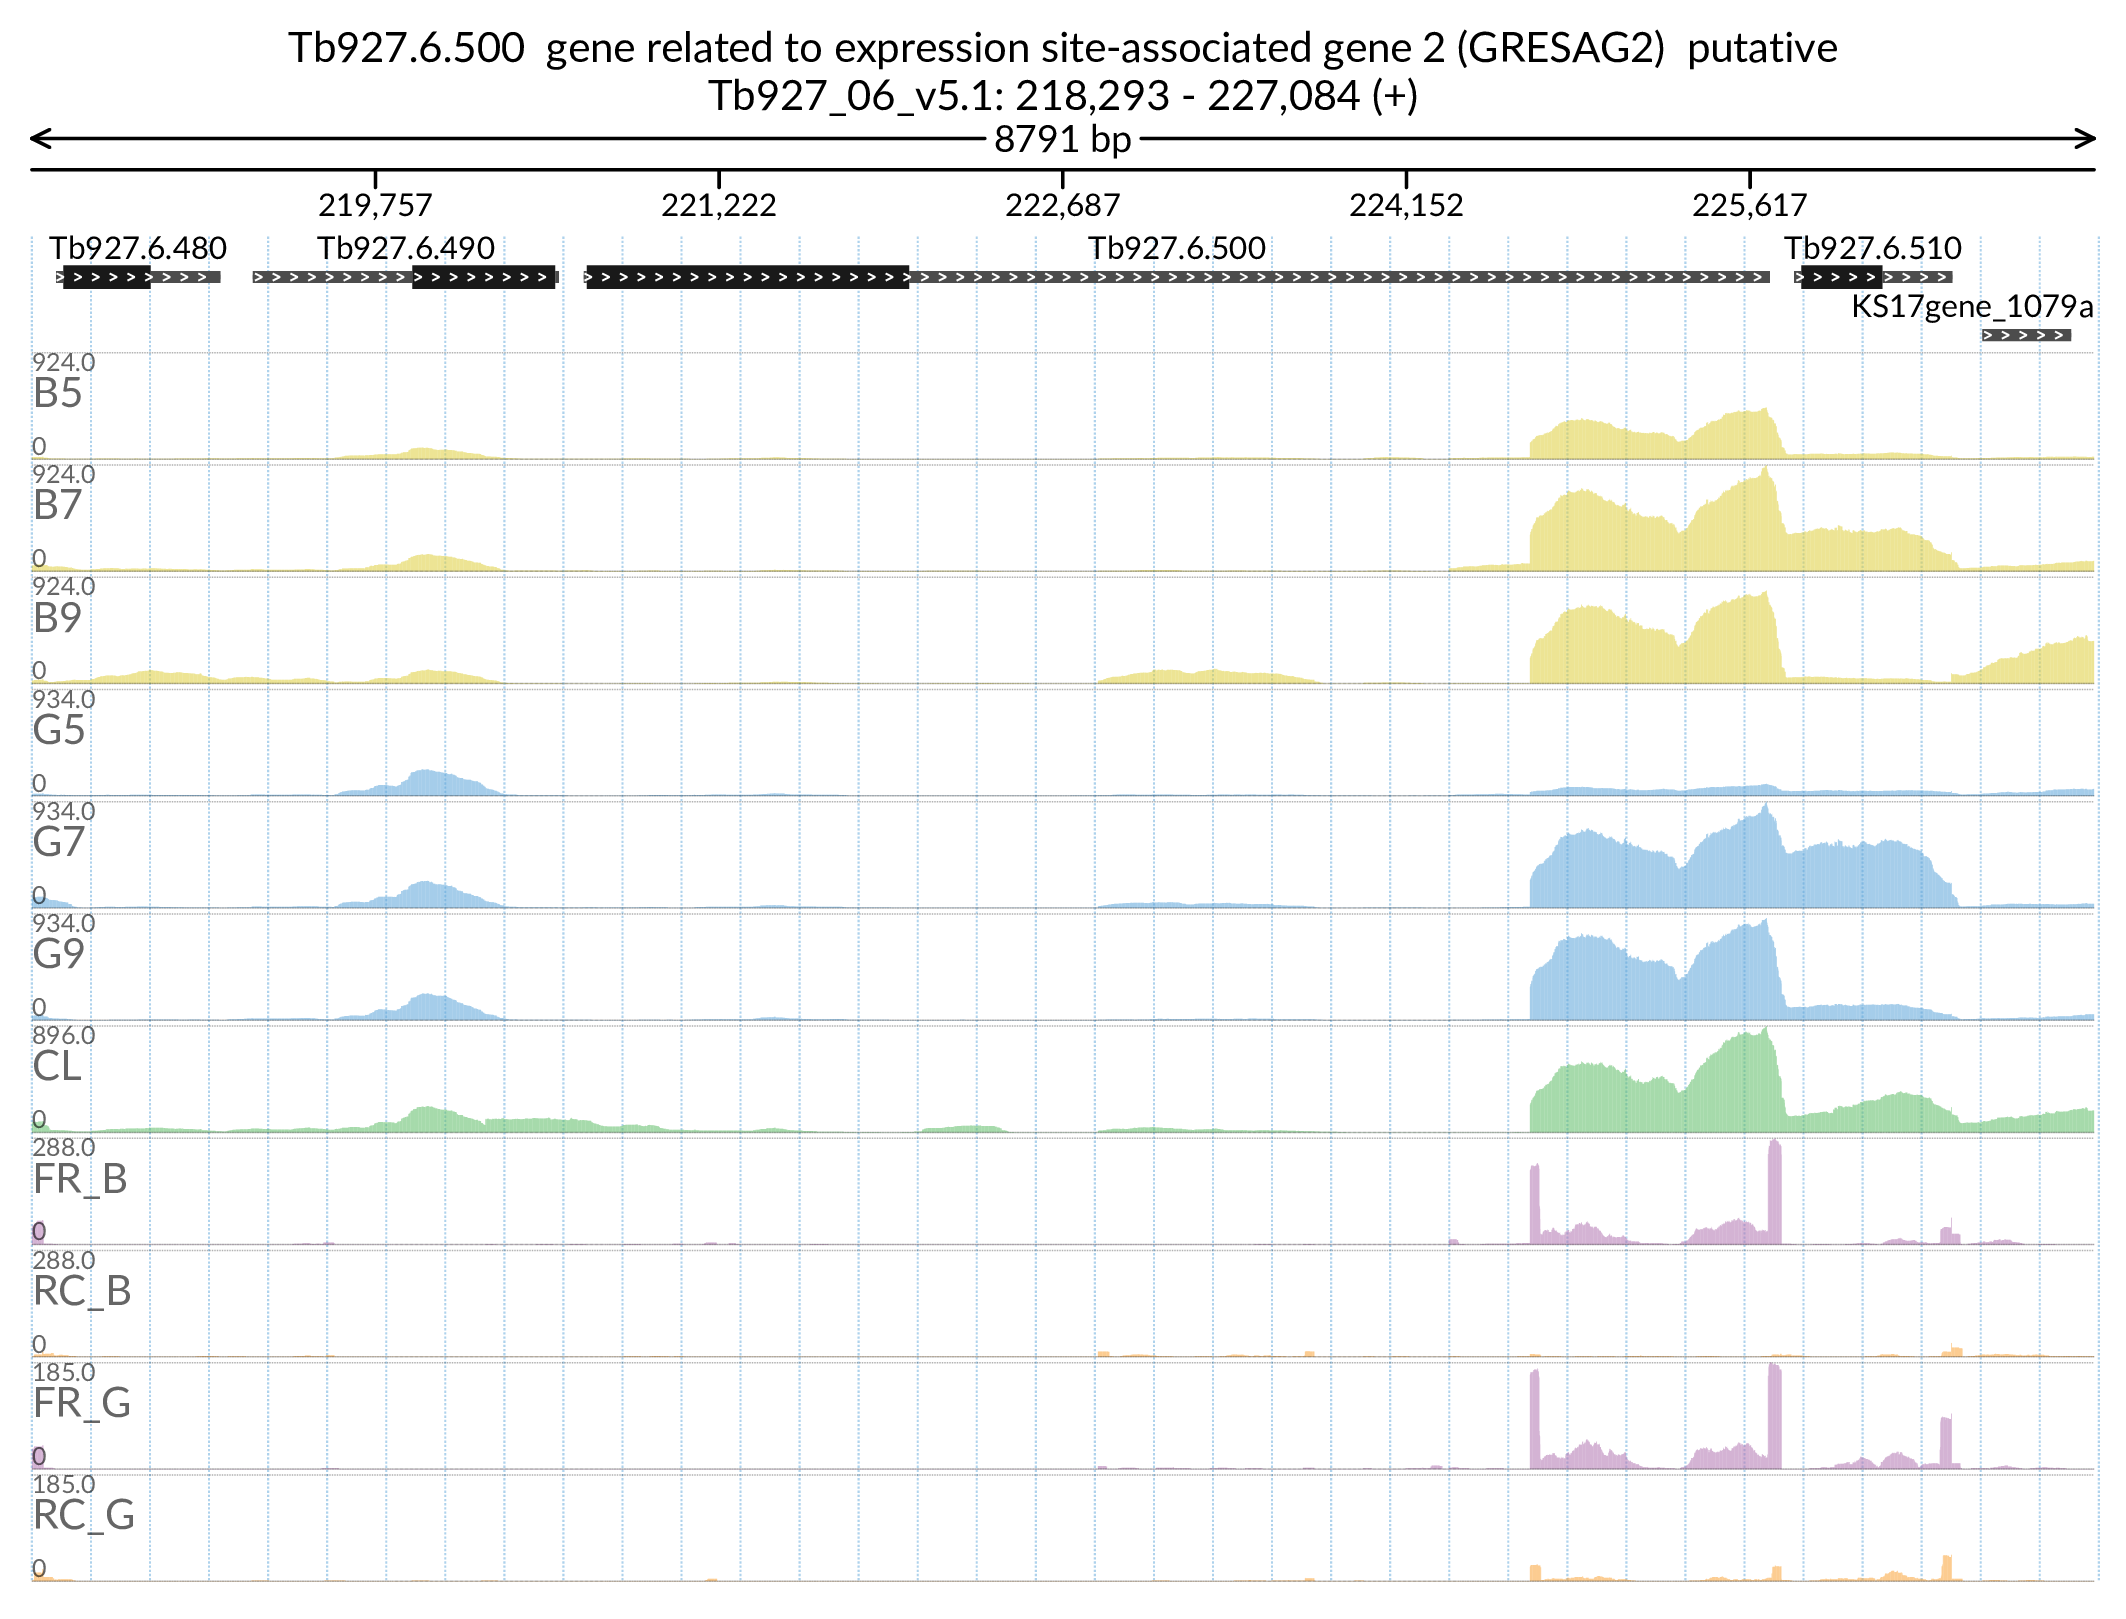 Tb927.6.500  gene related to expression site-associated gene 2 (GRESAG2)  putative
Tb927_06_v5.1: 218,293 - 227,084 (+)
8791 bp
219,757 221,222 222,687 224,152 225,617
Tb927.6.480 Tb927.6.490 Tb927.6.500 Tb927.6.510
KS17gene_1079a
924.0
B5
0
924.0
B7
0
924.0
B9
0
934.0
G5
0
934.0
G7
0
934.0
G9
0
896.0
CL
0
288.0
FR_B
0
288.0
RC_B
0
185.0
FR_G
0
185.0
RC_G
0